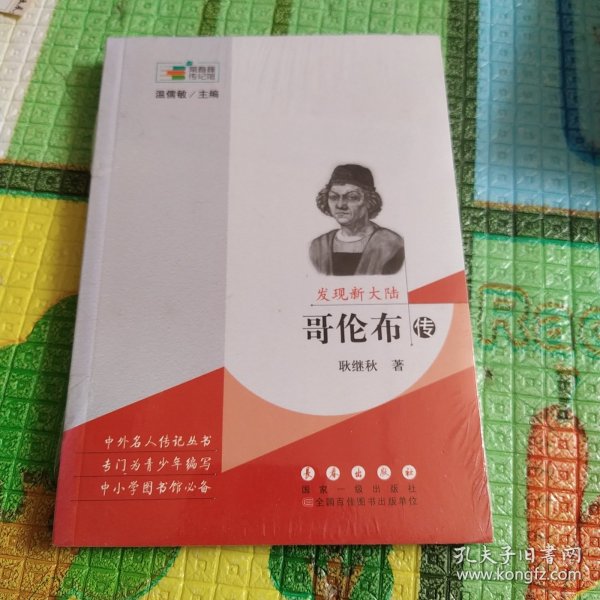 常春藤
传记馆
温儒敏/主编
发现新大陆
哥伦布传
耿继秋 著
中外名人传记丛书
专门为青少年编写
中小学图书馆必备
长春出版社
国家一级出版社
全国百佳图书出版单位
孔夫子旧书网
www.kongfz.com